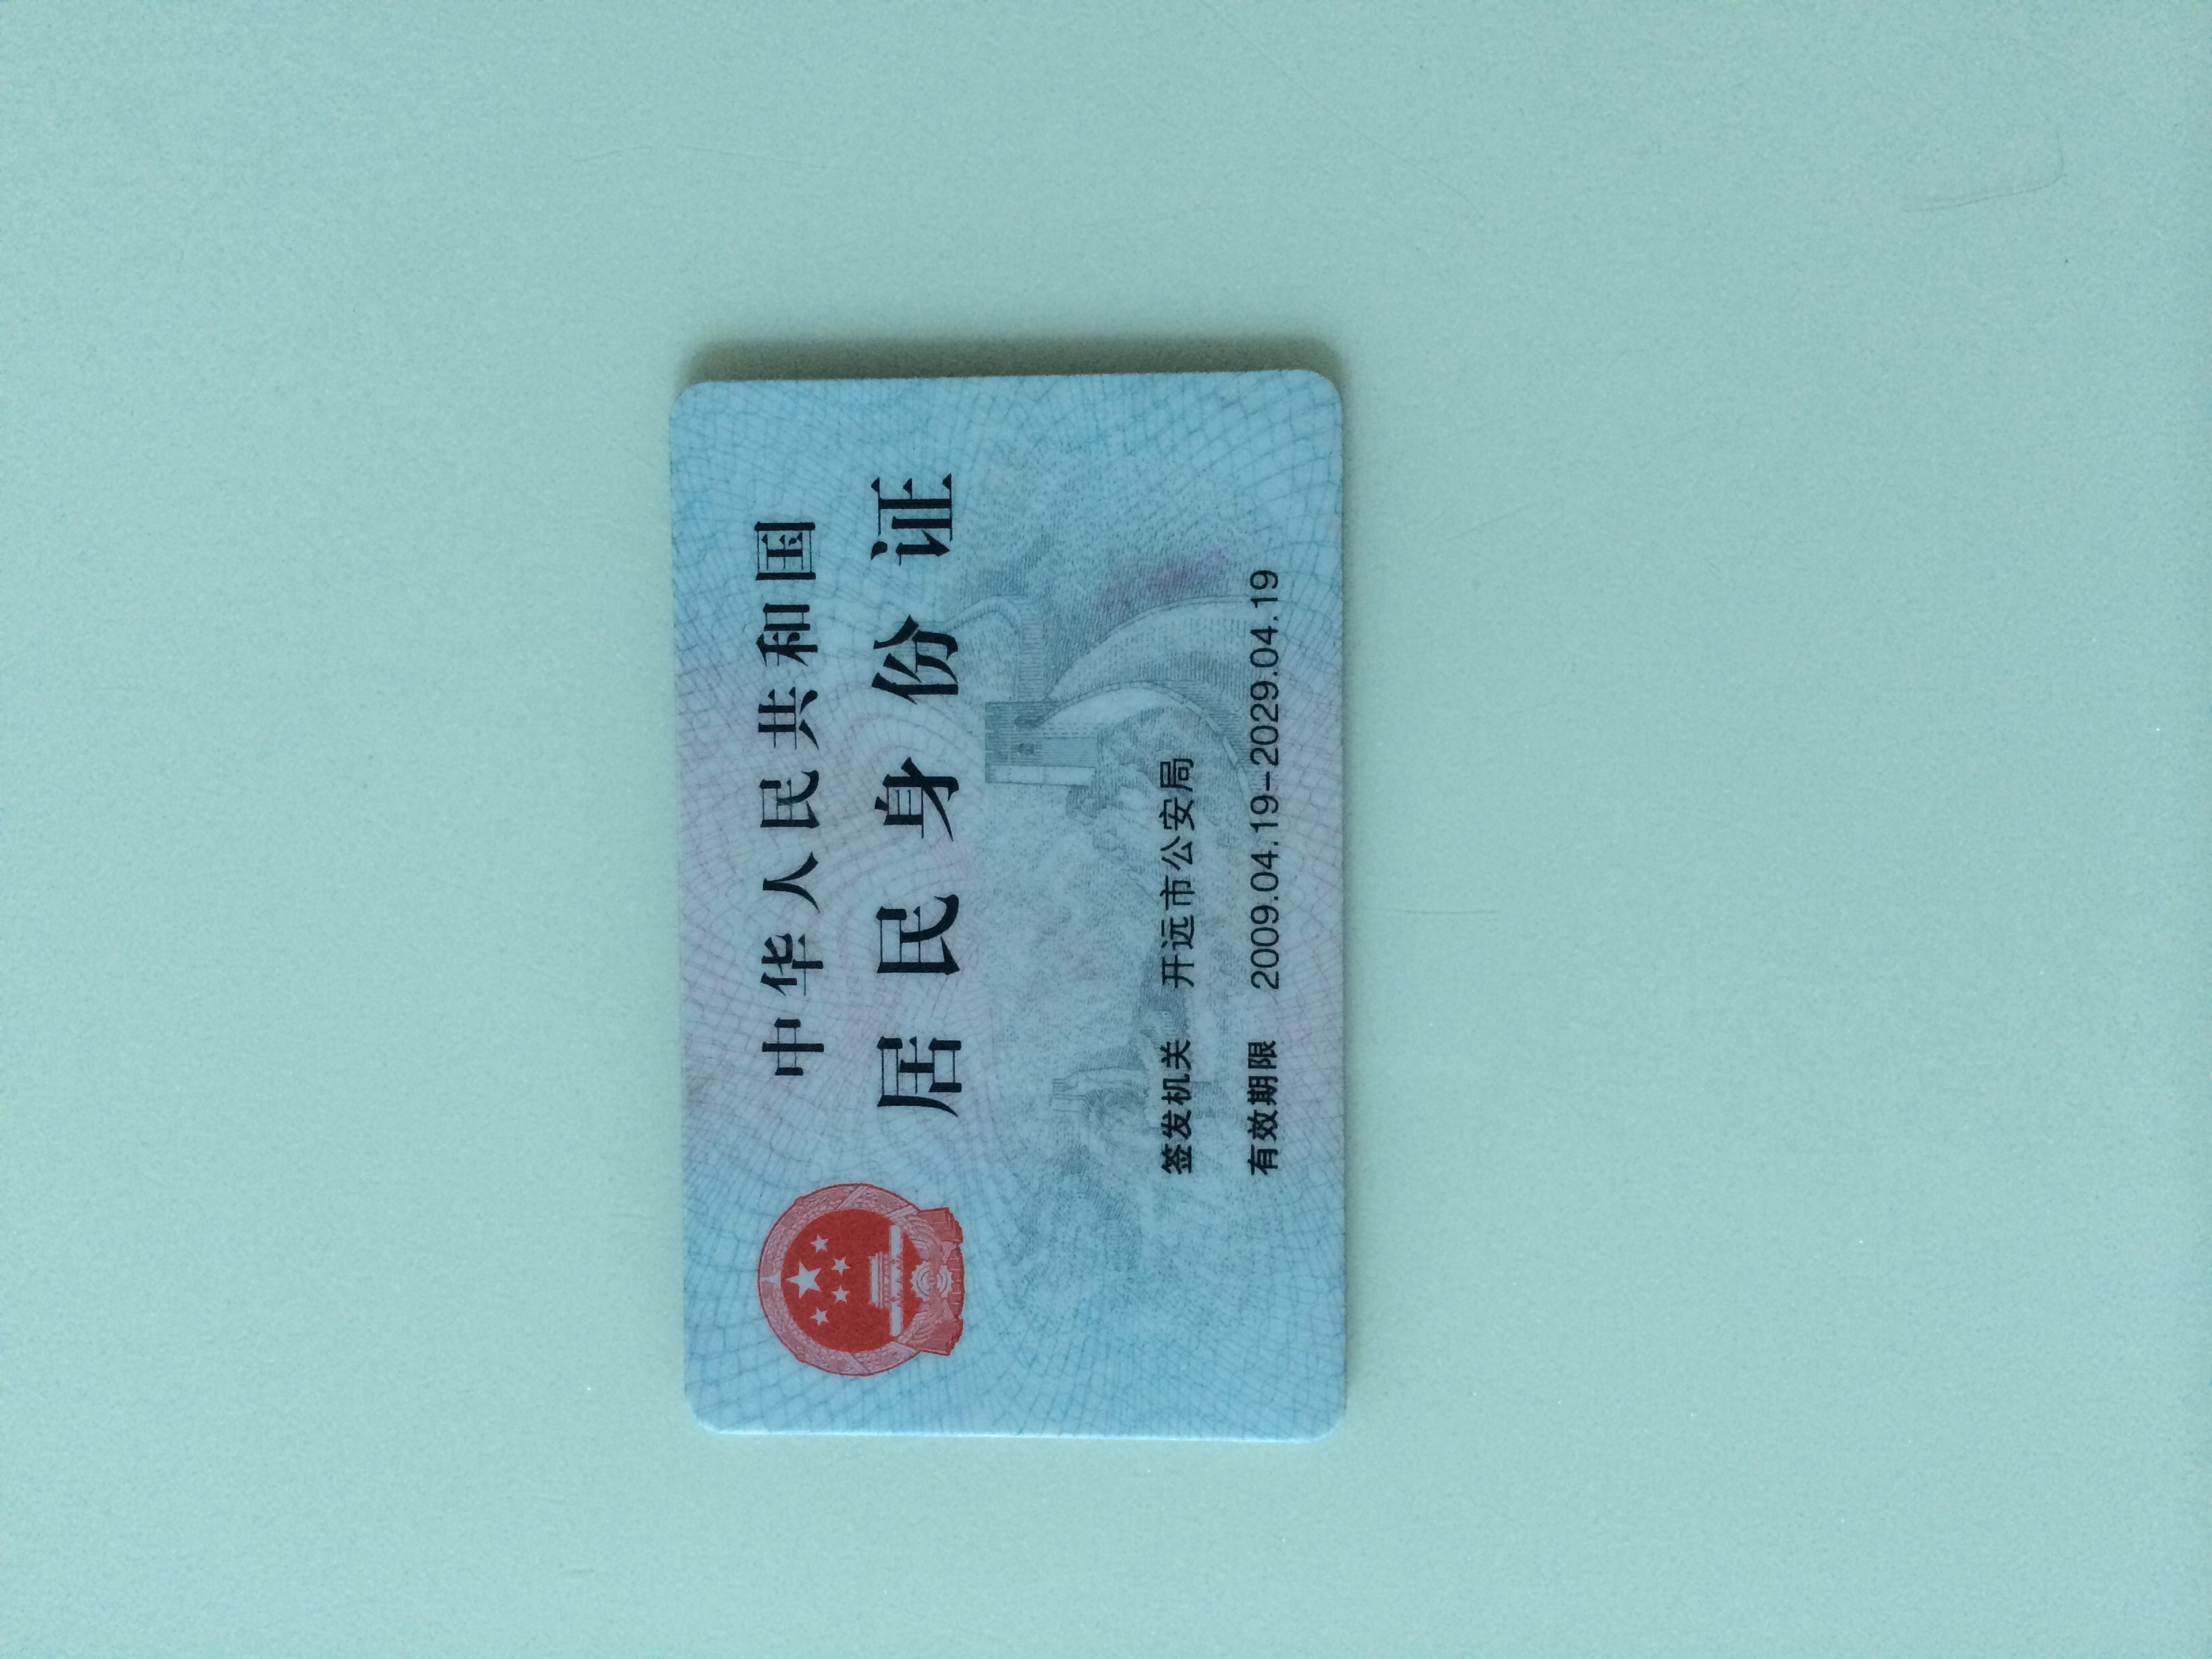 中华人民共和国
居民身份证
签发机关 开远市公安局
有效期限 2009.04.19-2029.04.19